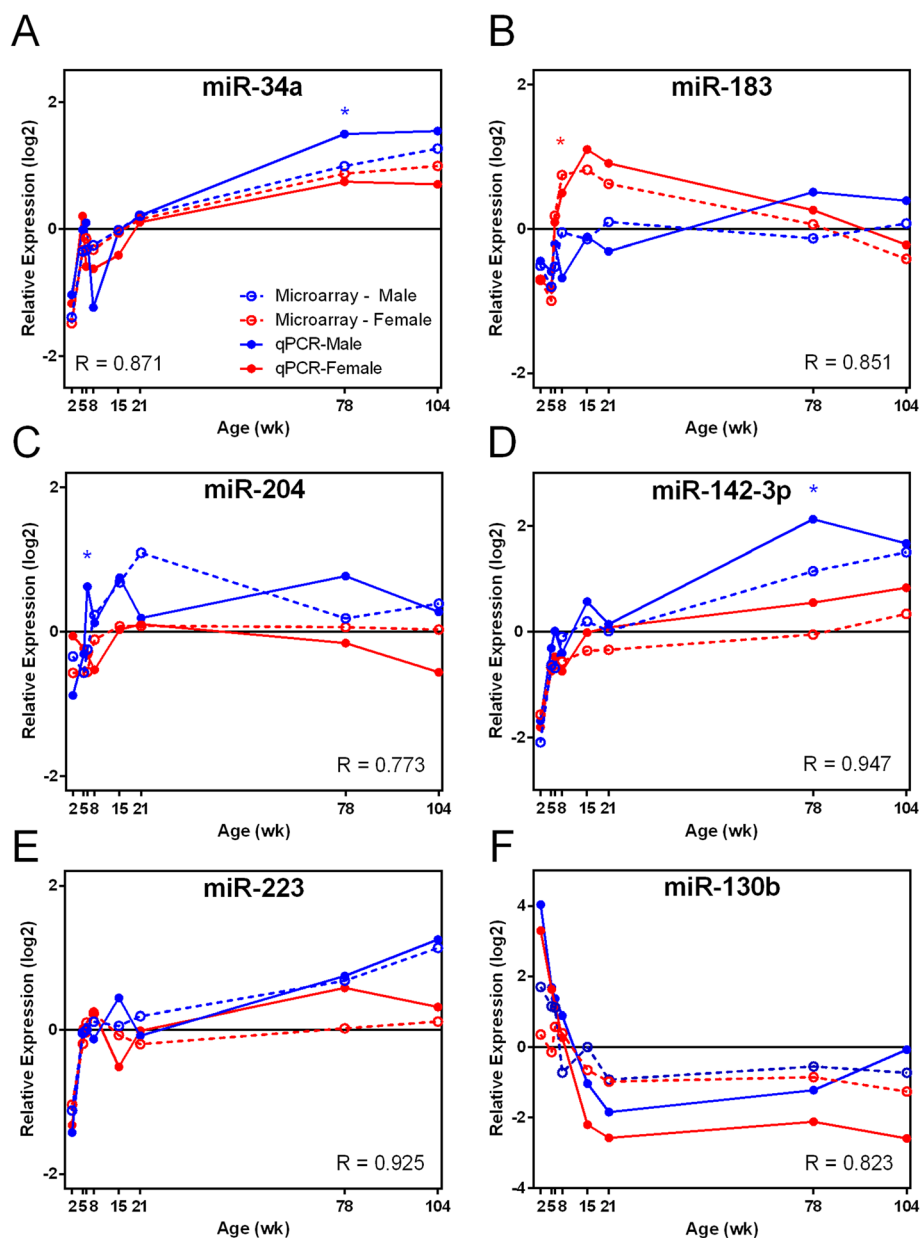 A
miR-34a
*
2
0
-2
Relative Expression (log2)
Microarray - Male
Microarray - Female
qPCR-Male
qPCR-Female
R = 0.871
2 5 8 15 21 78 104
Age (wk)
B
miR-183
*
2
0
-2
Relative Expression (log2)
R = 0.851
2 5 8 15 21 78 104
Age (wk)
C
miR-204
*
2
0
-2
Relative Expression (log2)
R = 0.773
2 5 8 15 21 78 104
Age (wk)
D
miR-142-3p
*
2
0
-2
Relative Expression (log2)
R = 0.947
2 5 8 15 21 78 104
Age (wk)
E
miR-223
2
0
-2
Relative Expression (log2)
R = 0.925
2 5 8 15 21 78 104
Age (wk)
F
miR-130b
4
2
0
-2
-4
Relative Expression (log2)
R = 0.823
2 5 8 15 21 78 104
Age (wk)